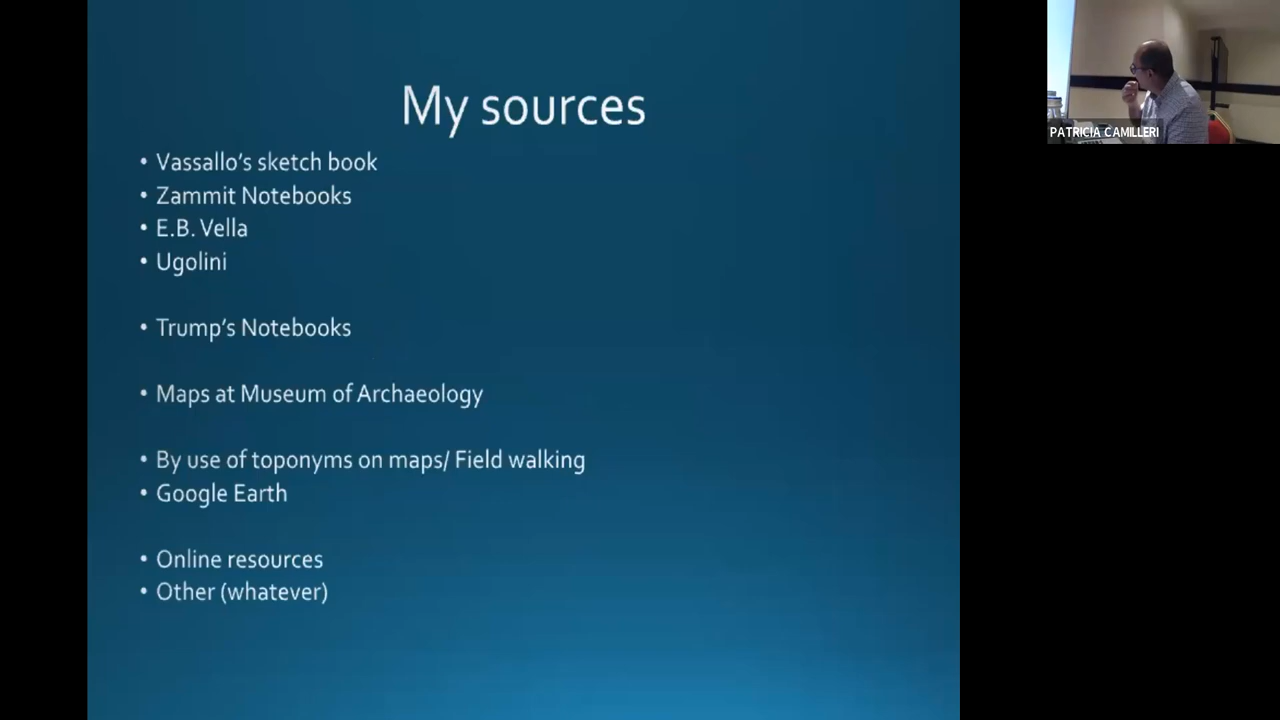 My sources
• Vassallo's sketch book
• Zammit Notebooks
• E.B. Vella
• Ugolini
• Trump's Notebooks
• Maps at Museum of Archaeology
• By use of toponyms on maps/ Field walking
• Google Earth
• Online resources
• Other (whatever)
PATRICIA CAMILLERI